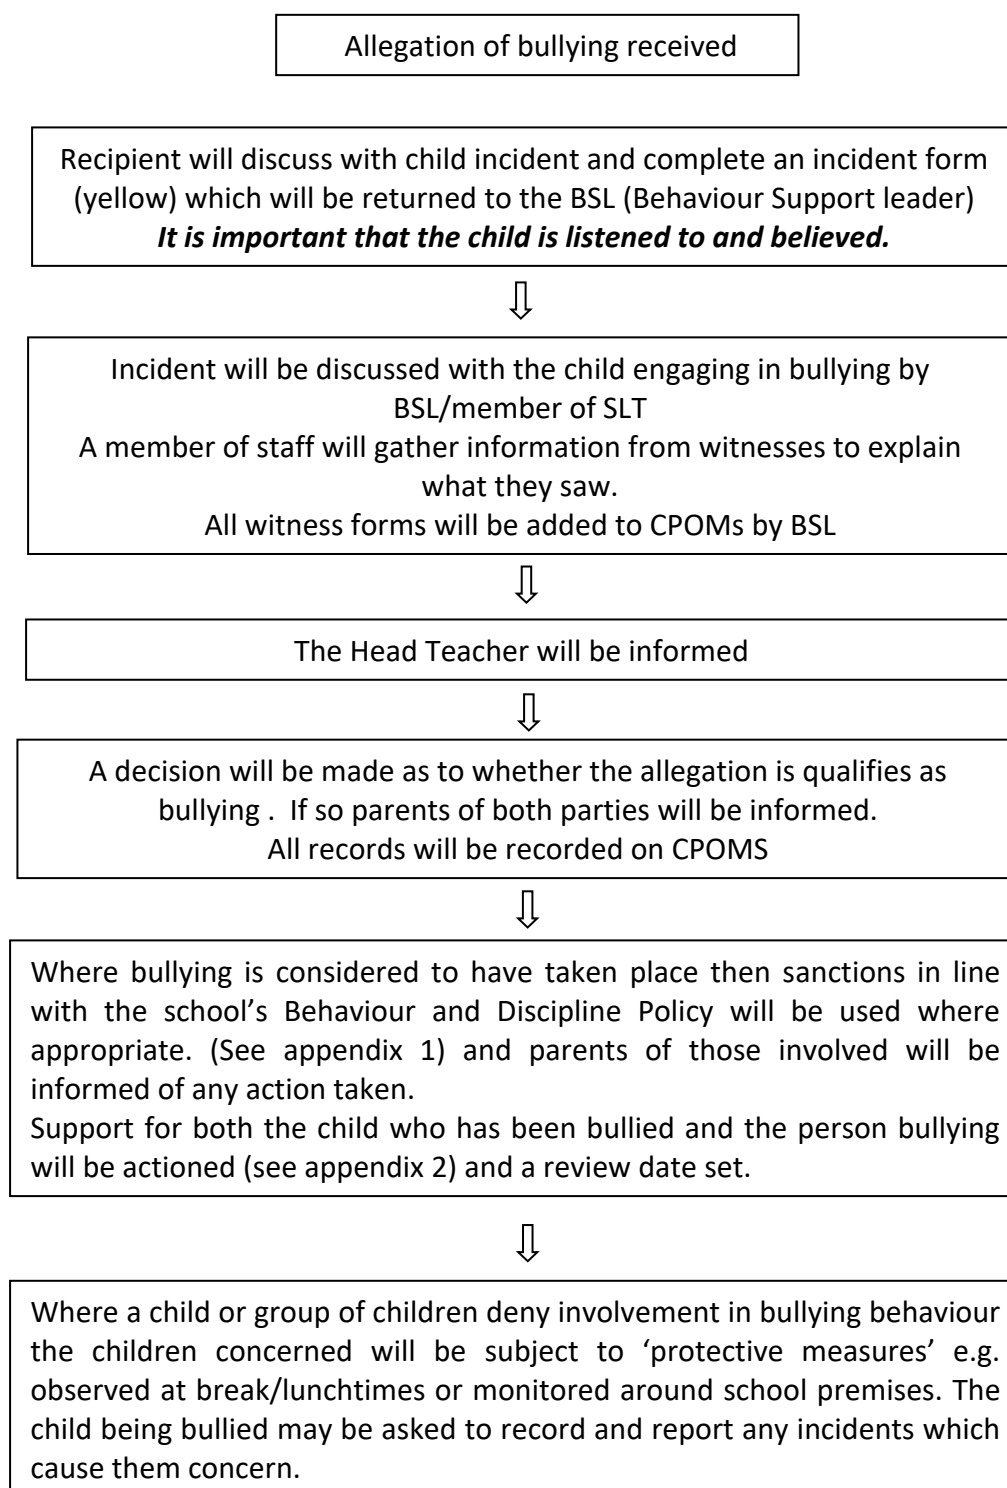 Allegation of bullying received
Recipient will discuss with child incident and complete an incident form
(yellow) which will be returned to the BSL (Behaviour Support leader)
It is important that the child is listened to and believed.
Incident will be discussed with the child engaging in bullying by
BSL/member of SLT
A member of staff will gather information from witnesses to explain
what they saw.
All witness forms will be added to CPOMs by BSL
The Head Teacher will be informed
A decision will be made as to whether the allegation is qualifies as
bullying .  If so parents of both parties will be informed.
All records will be recorded on CPOMS
Where bullying is considered to have taken place then sanctions in line
with the school’s Behaviour and Discipline Policy will be used where
appropriate. (See appendix 1) and parents of those involved will be
informed of any action taken.
Support for both the child who has been bullied and the person bullying
will be actioned (see appendix 2) and a review date set.
Where a child or group of children deny involvement in bullying behaviour
the children concerned will be subject to ‘protective measures’ e.g.
observed at break/lunchtimes or monitored around school premises. The
child being bullied may be asked to record and report any incidents which
cause them concern.